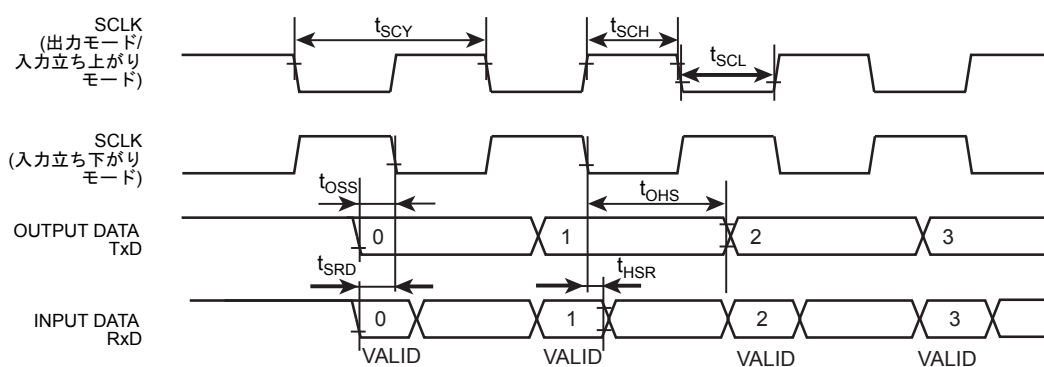 SCLK
(出力モード/
入力立ち上がり
モード)
tSCY
tSCH
tSCL
SCLK
(入力立ち下がり
モード)
tOSS
tOHS
OUTPUT DATA
TxD
0
1
2
3
tSRD
tHSR
INPUT DATA
RxD
0
1
2
3
VALID
VALID
VALID
VALID